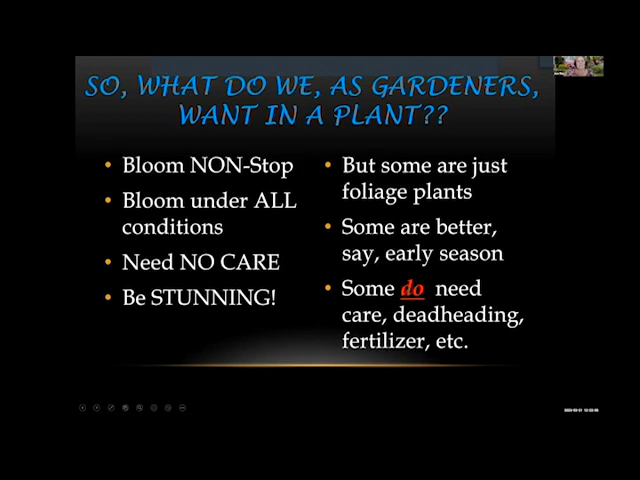 SO, WHAT DO WE, AS GARDENERS,
WANT IN A PLANT??
• Bloom NON-Stop
• Bloom under ALL
conditions
• Need NO CARE
• Be STUNNING!
• But some are just
foliage plants
• Some are better,
say, early season
• Some do need
care, deadheading,
fertilizer, etc.